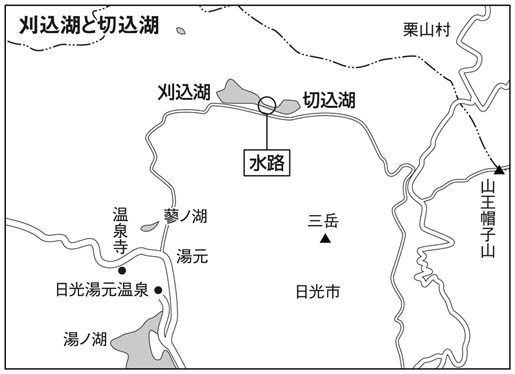 刈込湖と切込湖
栗山村
刈込湖
切込湖
水路
山王帽子山
温泉寺
蓼ノ湖
三岳
湯元
日光湯元温泉
日光市
湯ノ湖